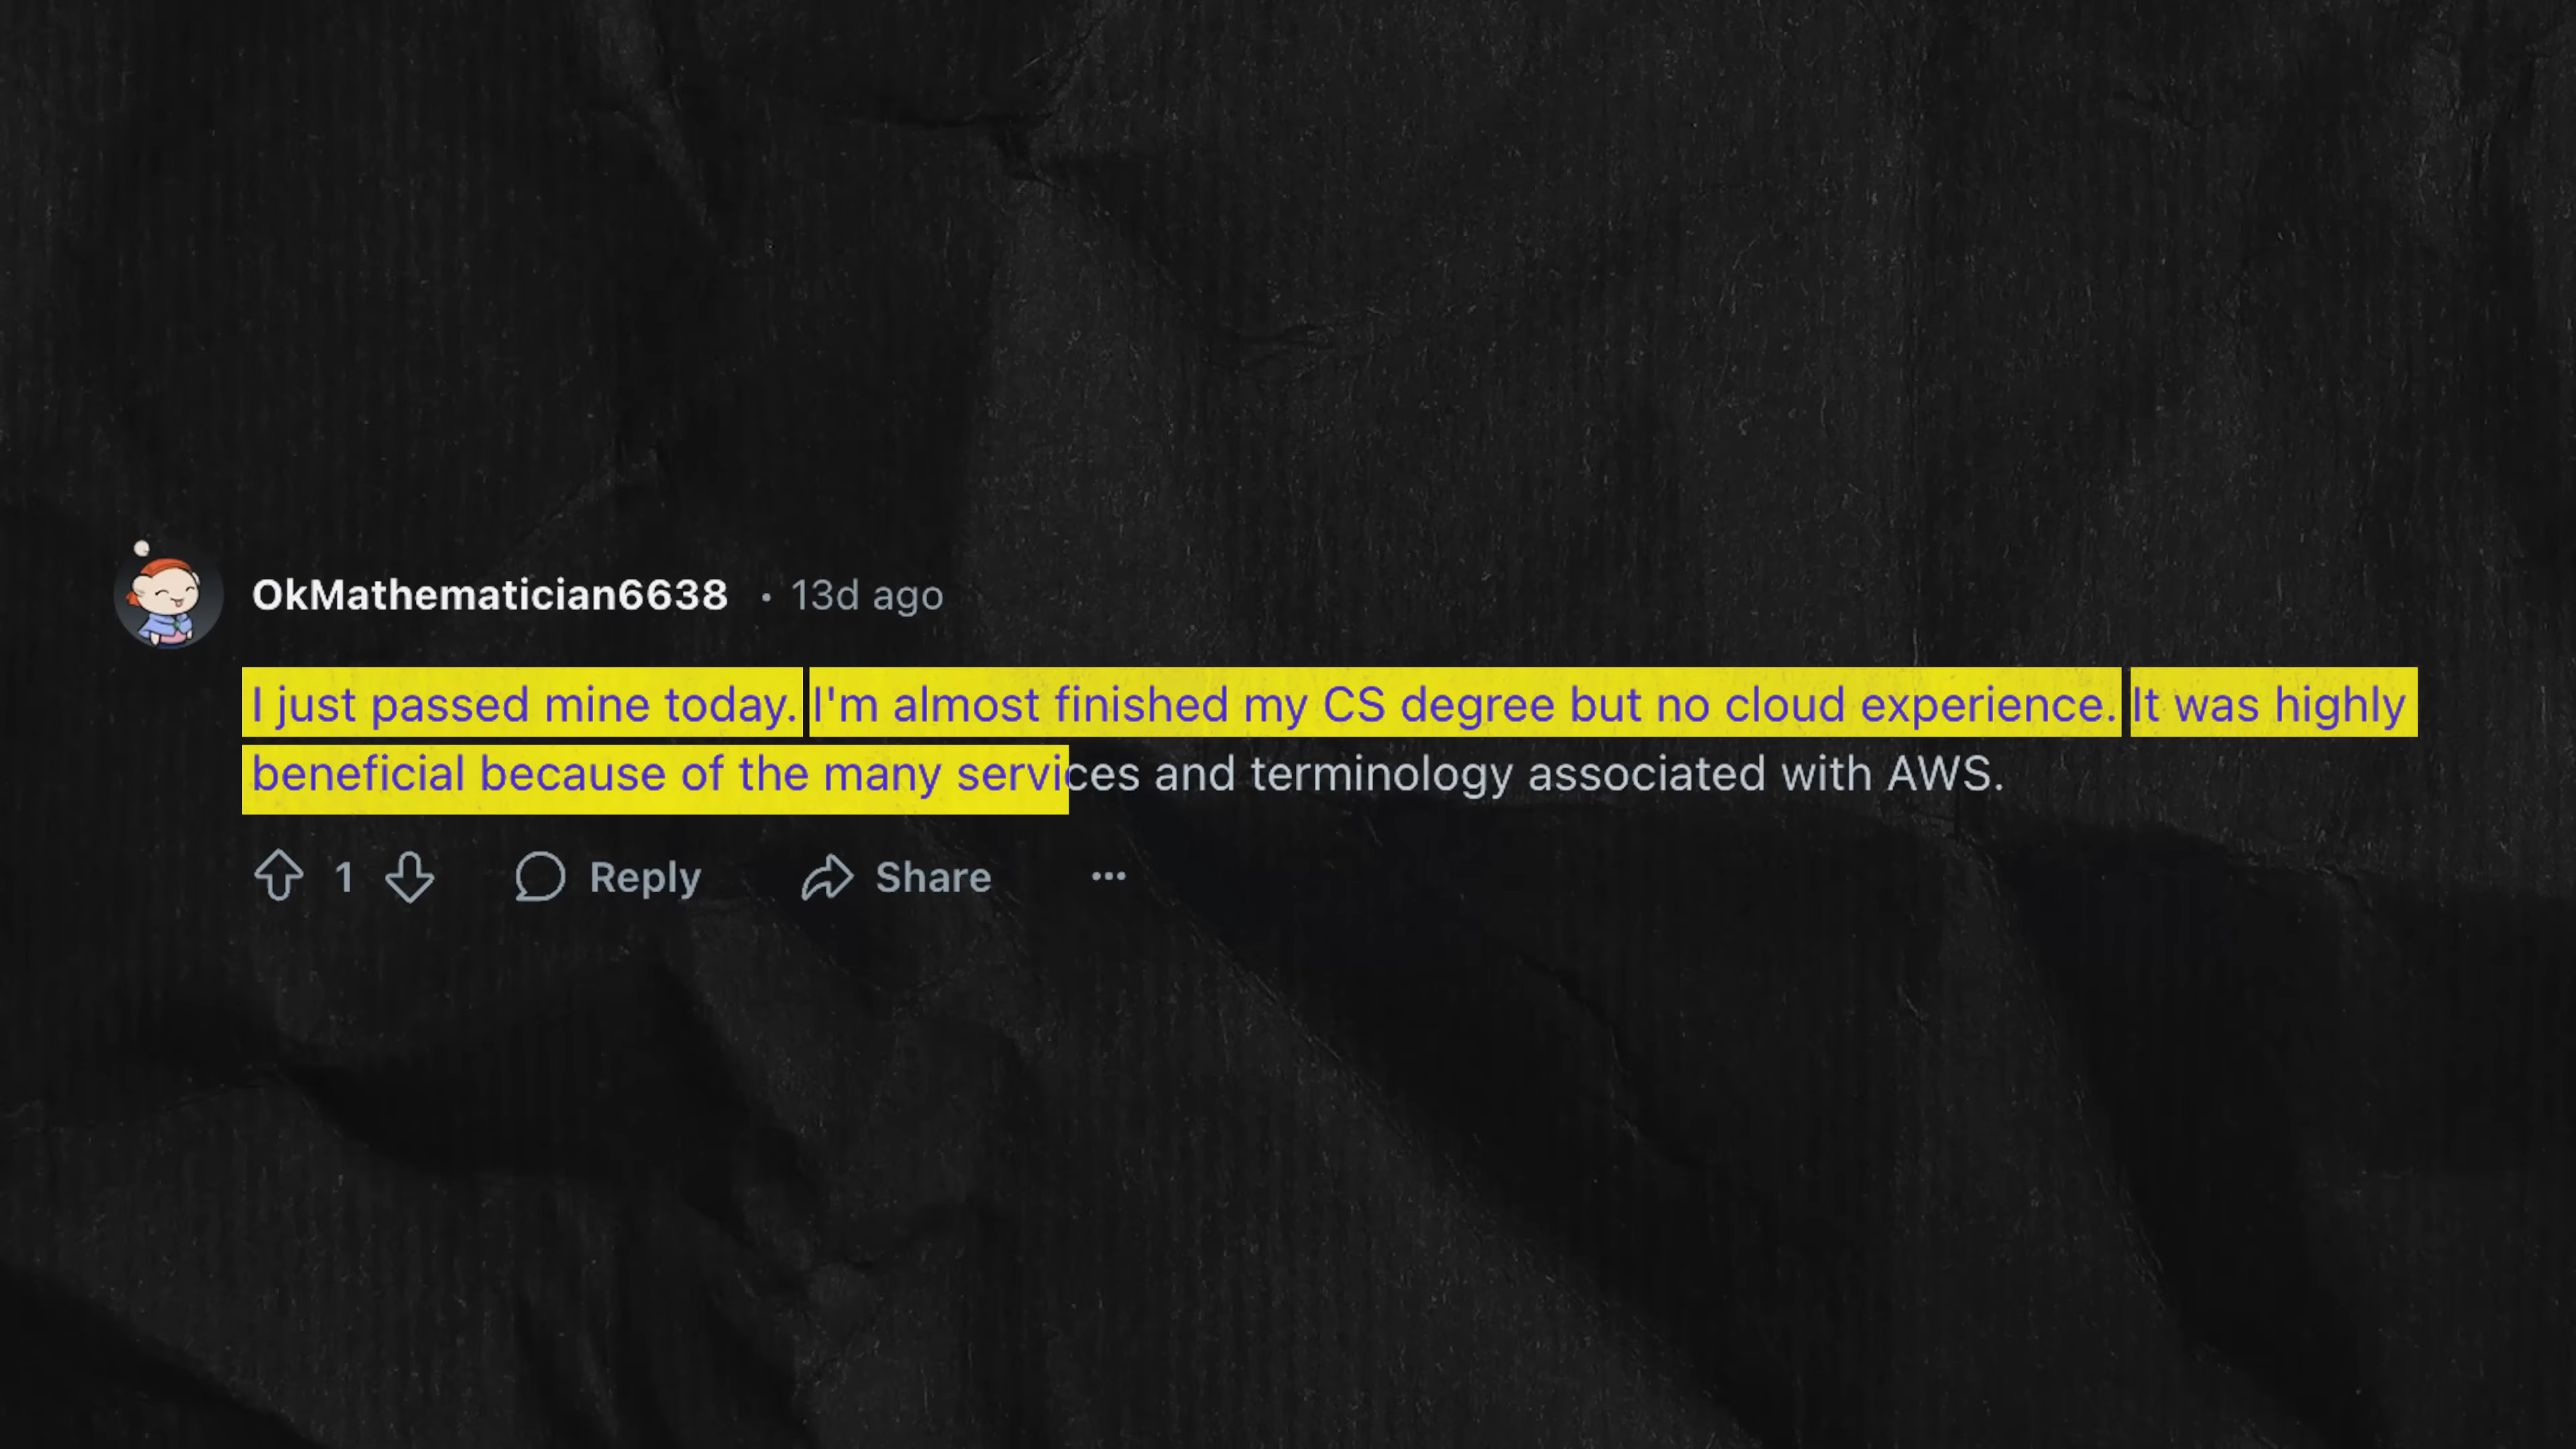 OkMathematician6638 • 13d ago
I just passed mine today. I'm almost finished my CS degree but no cloud experience. It was highly
beneficial because of the many services and terminology associated with AWS.
1 Reply Share ...